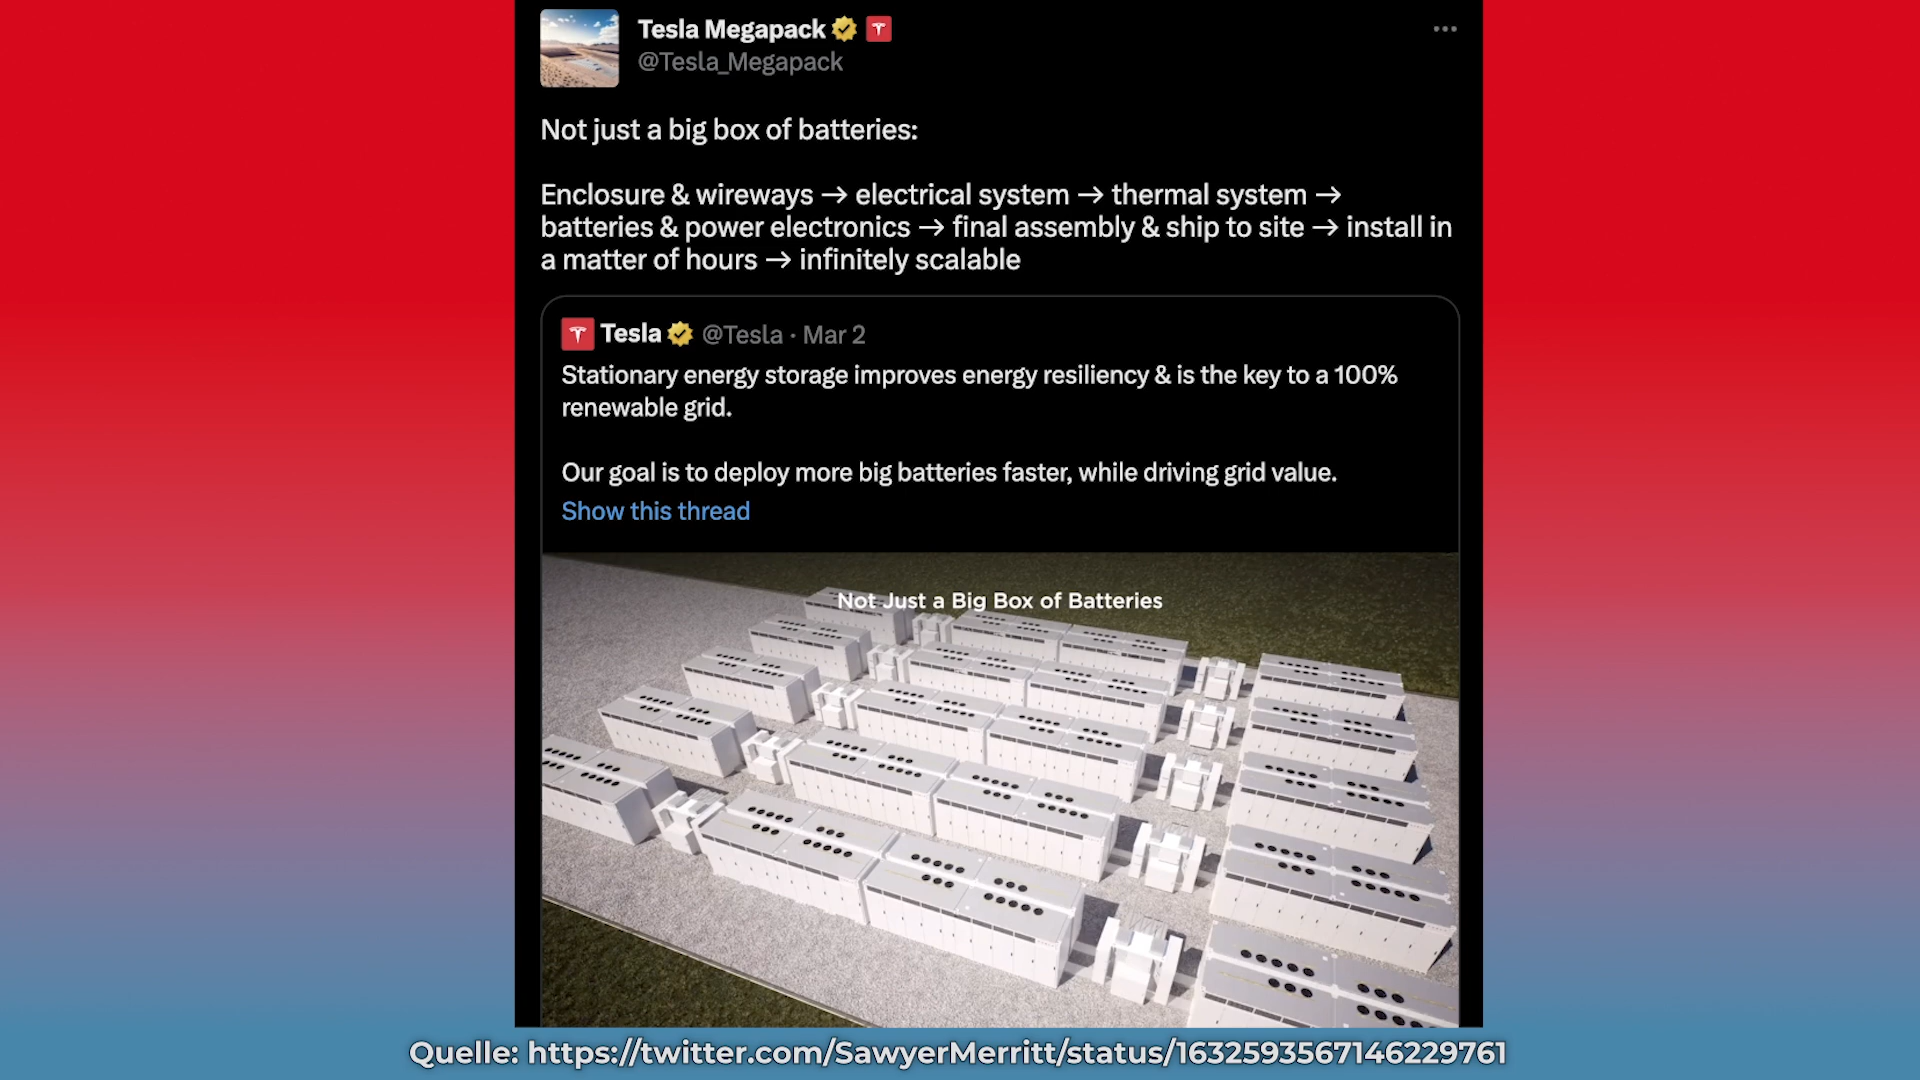 Tesla Megapack
@Tesla_Megapack
Not just a big box of batteries:
Enclosure & wireways → electrical system → thermal system →
batteries & power electronics → final assembly & ship to site → install in
a matter of hours → infinitely scalable
Tesla @Tesla · Mar 2
Stationary energy storage improves energy resiliency & is the key to a 100%
renewable grid.
Our goal is to deploy more big batteries faster, while driving grid value.
Show this thread
Not Just a Big Box of Batteries
Quelle: https://twitter.com/SawyerMerritt/status/1632593567146229761